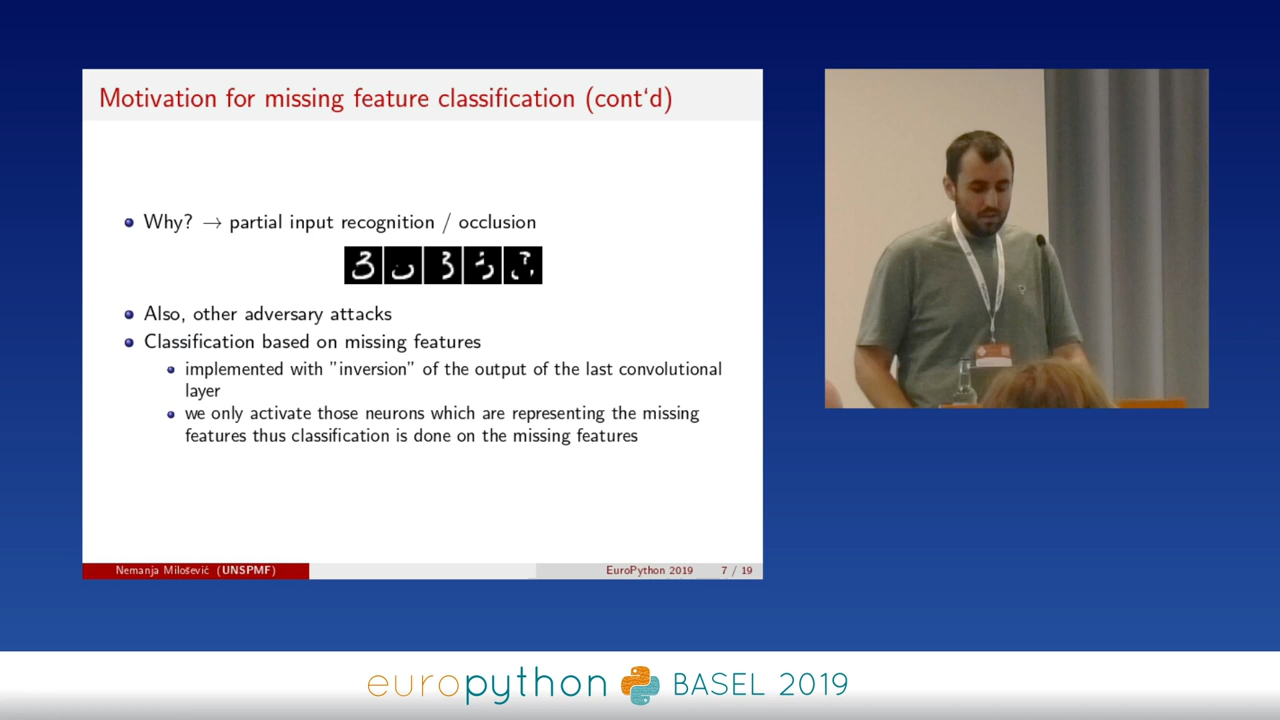 Motivation for missing feature classification (cont‘d)
Why? → partial input recognition / occlusion
Also, other adversary attacks
Classification based on missing features
implemented with ”inversion” of the output of the last convolutional
layer
we only activate those neurons which are representing the missing
features thus classification is done on the missing features
Nemanja Milošević (UNSPMF)
EuroPython 2019
7 / 19
europython BASEL 2019